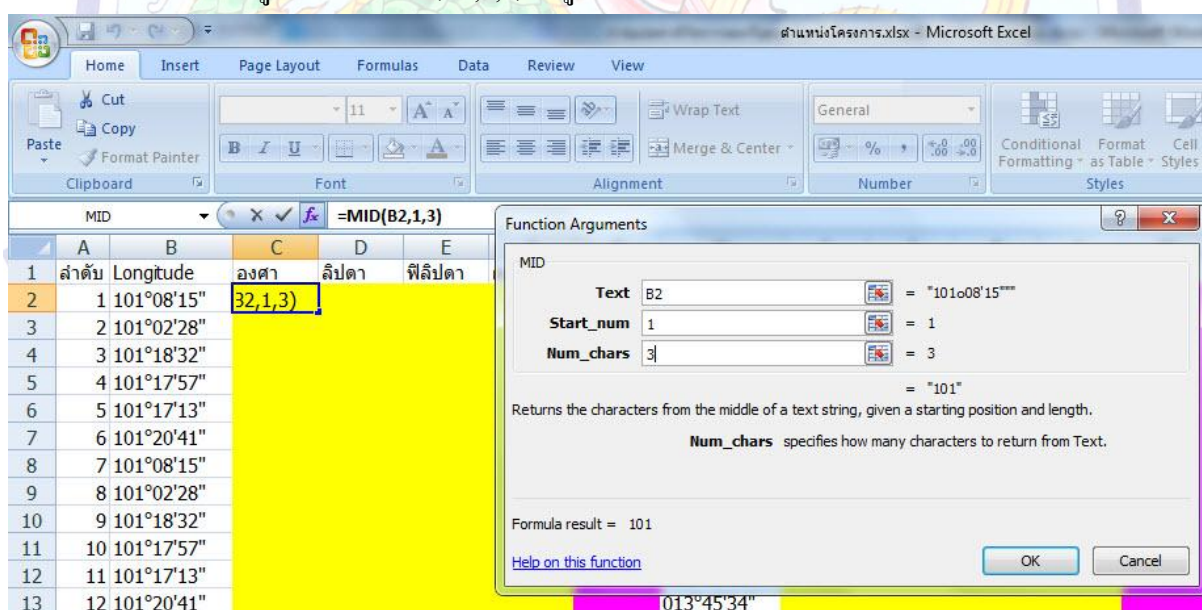 ตำแหน่งโครงการ.xlsx - Microsoft Excel
Home Insert Page Layout Formulas Data Review View
Cut
Copy
Format Painter
Paste
11 A A
B I U A
Wrap Text
Merge & Center
General
% , .0 .00 .00 .0
Conditional Formatting
Format as Table
Cell Styles
Clipboard Font Alignment Number Styles
MID fx =MID(B2,1,3)
A B C D E
1 ลำดับ Longitude องศา ลิปดา ฟิลิปดา
2 1 101°08'15" 32,1,3)
3 2 101°02'28"
4 3 101°18'32"
5 4 101°17'57"
6 5 101°17'13"
7 6 101°20'41"
8 7 101°08'15"
9 8 101°02'28"
10 9 101°18'32"
11 10 101°17'57"
12 11 101°17'13"
13 12 101°20'41" 013°45'34"
Function Arguments
MID
Text B2 = "101o08'15"""
Start_num 1 = 1
Num_chars 3 = 3
= "101"
Returns the characters from the middle of a text string, given a starting position and length.
Num_chars specifies how many characters to return from Text.
Formula result = 101
Help on this function
OK Cancel